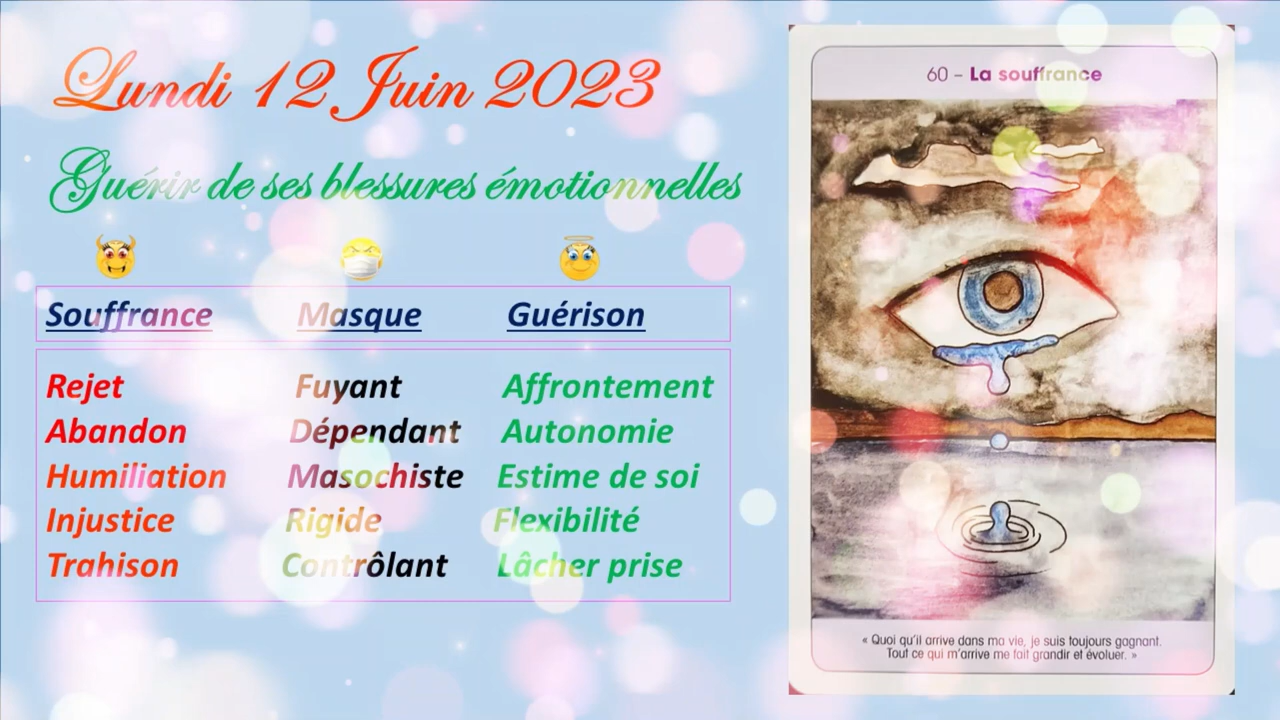 Lundi 12 Juin 2023
Guérir de ses blessures émotionnelles
Souffrance Masque Guérison
Rejet Fuyant Affrontement
Abandon Dépendant Autonomie
Humiliation Masochiste Estime de soi
Injustice Rigide Flexibilité
Trahison Contrôlant Lâcher prise
60 - La souffrance
« Quoi qu'il arrive dans ma vie, je suis toujours gagnant.
Tout ce qui m'arrive me fait grandir et évoluer. »